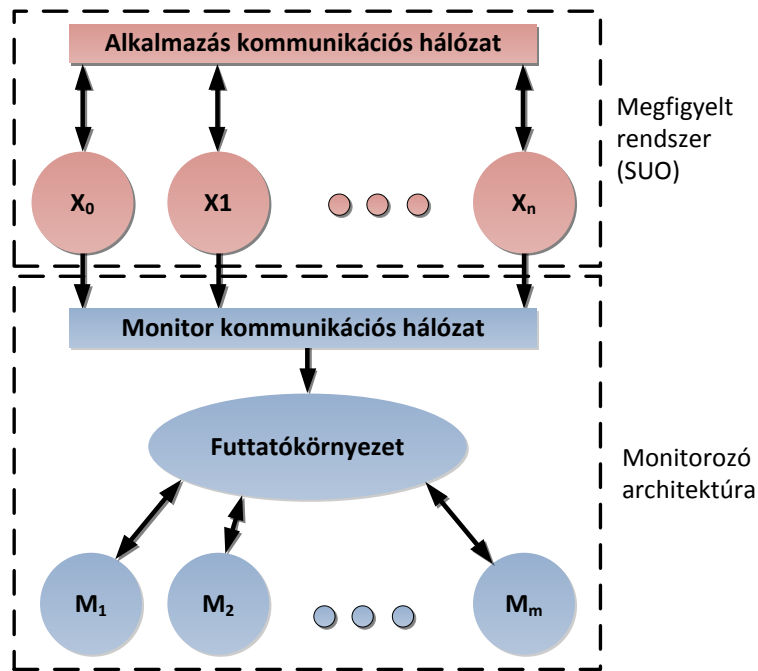 Alkalmazás kommunikációs hálózat
Megfigyelt
rendszer
(SUO)
X₀
X1
Xₙ
Monitor kommunikációs hálózat
Futtatókörnyezet
Monitorozó
architektúra
M₁
M₂
Mₘ